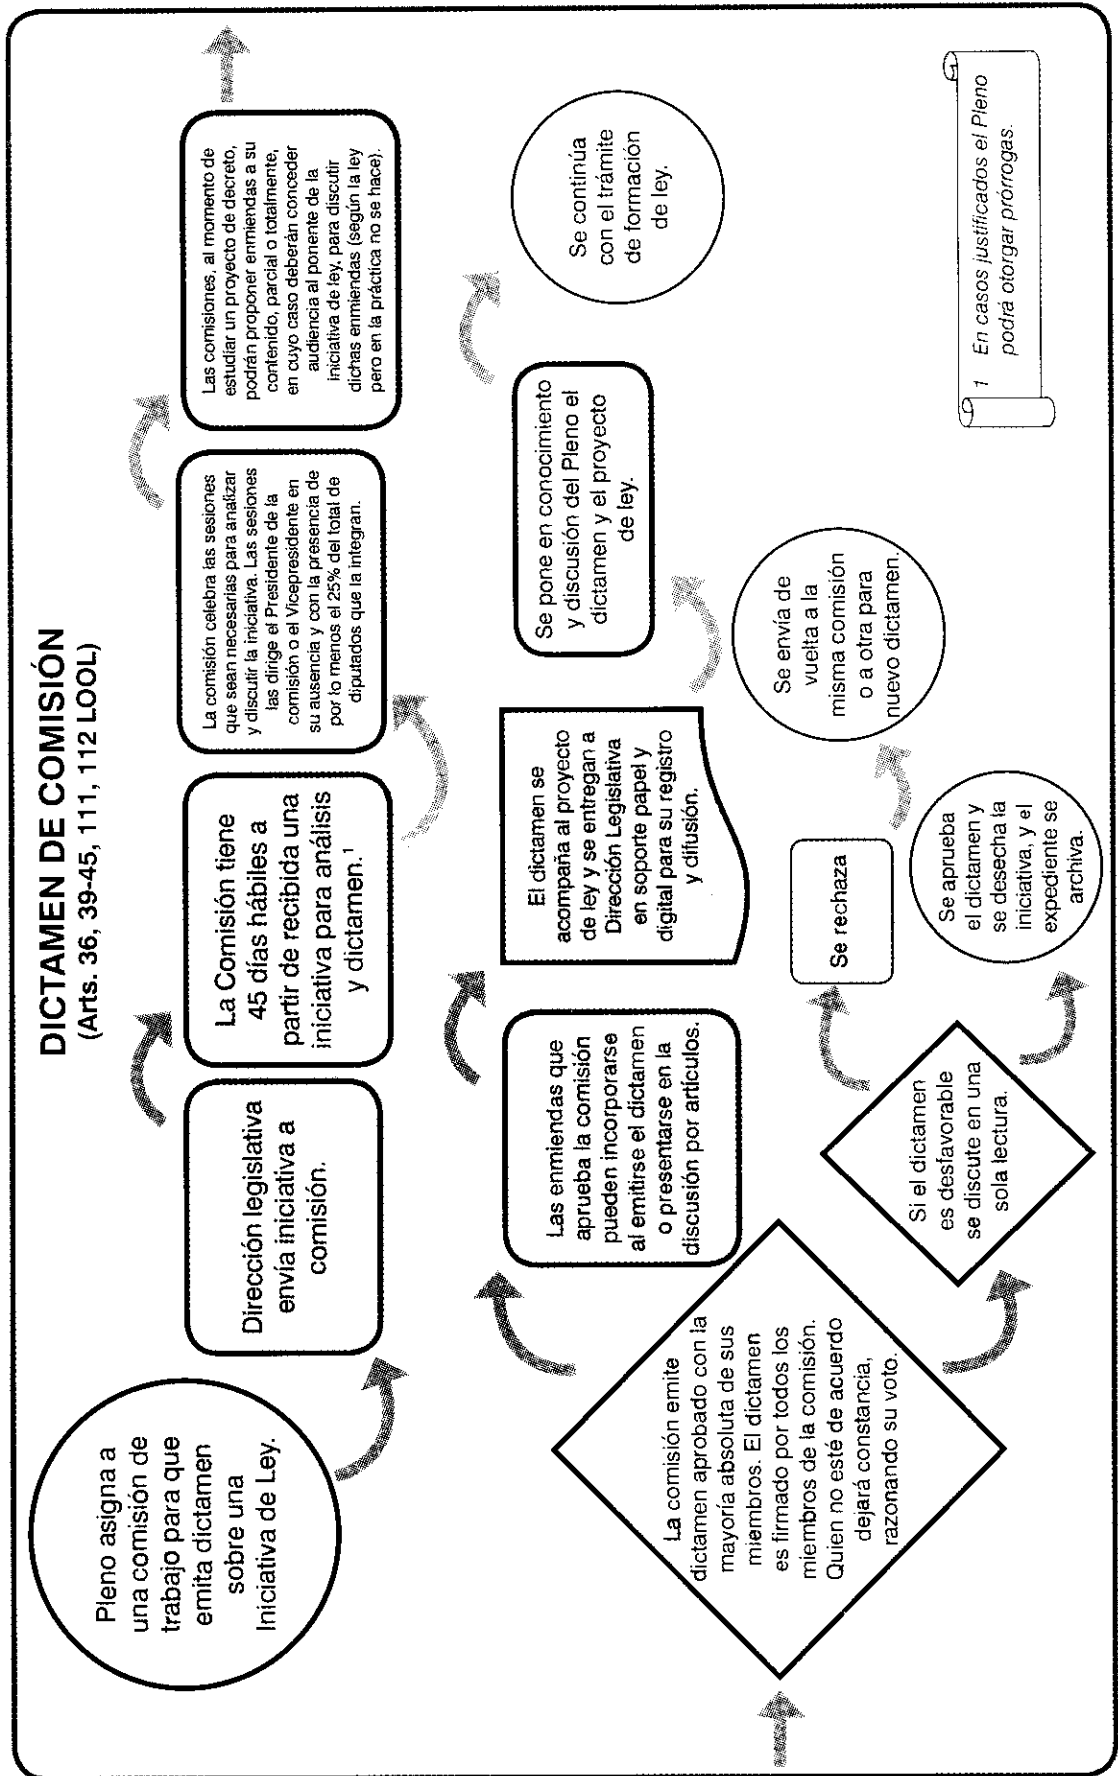 DICTAMEN DE COMISIÓN
(Arts. 36, 39-45, 111, 112 LOOL)
Pleno asigna a
una comisión de
trabajo para que
emita dictamen
sobre una
Iniciativa de Ley.
Dirección legislativa
envía iniciativa a
comisión.
La Comisión tiene
45 días hábiles a
partir de recibida una
iniciativa para análisis
y dictamen.¹
La comisión celebra las sesiones
que sean necesarias para analizar
y discutir la iniciativa. Las sesiones
las dirige el Presidente de la
comisión o el Vicepresidente en
su ausencia y con la presencia de
por lo menos el 25% del total de
diputados que la integran.
Las comisiones, al momento de
estudiar un proyecto de decreto,
podrán proponer enmiendas a su
contenido, parcial o totalmente,
en cuyo caso deberán conceder
audiencia al ponente de la
iniciativa de ley, para discutir
dichas enmiendas (según la ley
pero en la práctica no se hace).
La comisión emite
dictamen aprobado con la
mayoría absoluta de sus
miembros. El dictamen
es firmado por todos los
miembros de la comisión.
Quien no esté de acuerdo
dejará constancia,
razonando su voto.
Las enmiendas que
aprueba la comisión
pueden incorporarse
al emitirse el dictamen
o presentarse en la
discusión por artículos.
El dictamen se
acompaña al proyecto
de ley y se entregan a
Dirección Legislativa
en soporte papel y
digital para su registro
y difusión.
Se pone en conocimiento
y discusión del Pleno el
dictamen y el proyecto
de ley.
Se continúa
con el trámite
de formación
de ley.
Si el dictamen
es desfavorable
se discute en una
sola lectura.
Se rechaza
Se envía de
vuelta a la
misma comisión
o a otra para
nuevo dictamen.
Se aprueba
el dictamen y
se desecha la
iniciativa, y el
expediente se
archiva.
1 En casos justificados el Pleno
podrá otorgar prórrogas.